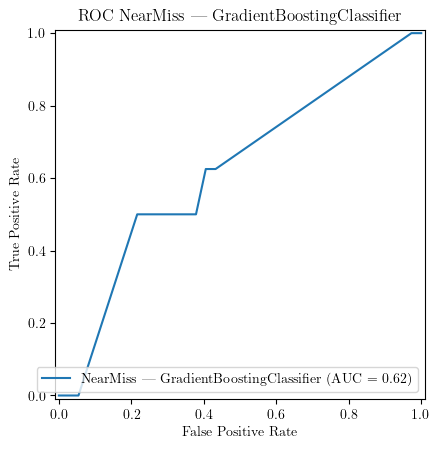 ROC NearMiss — GradientBoostingClassifier
1.0
0.8
0.6
0.4
0.2
0.0
True Positive Rate
NearMiss — GradientBoostingClassifier (AUC = 0.62)
0.0 0.2 0.4 0.6 0.8 1.0
False Positive Rate